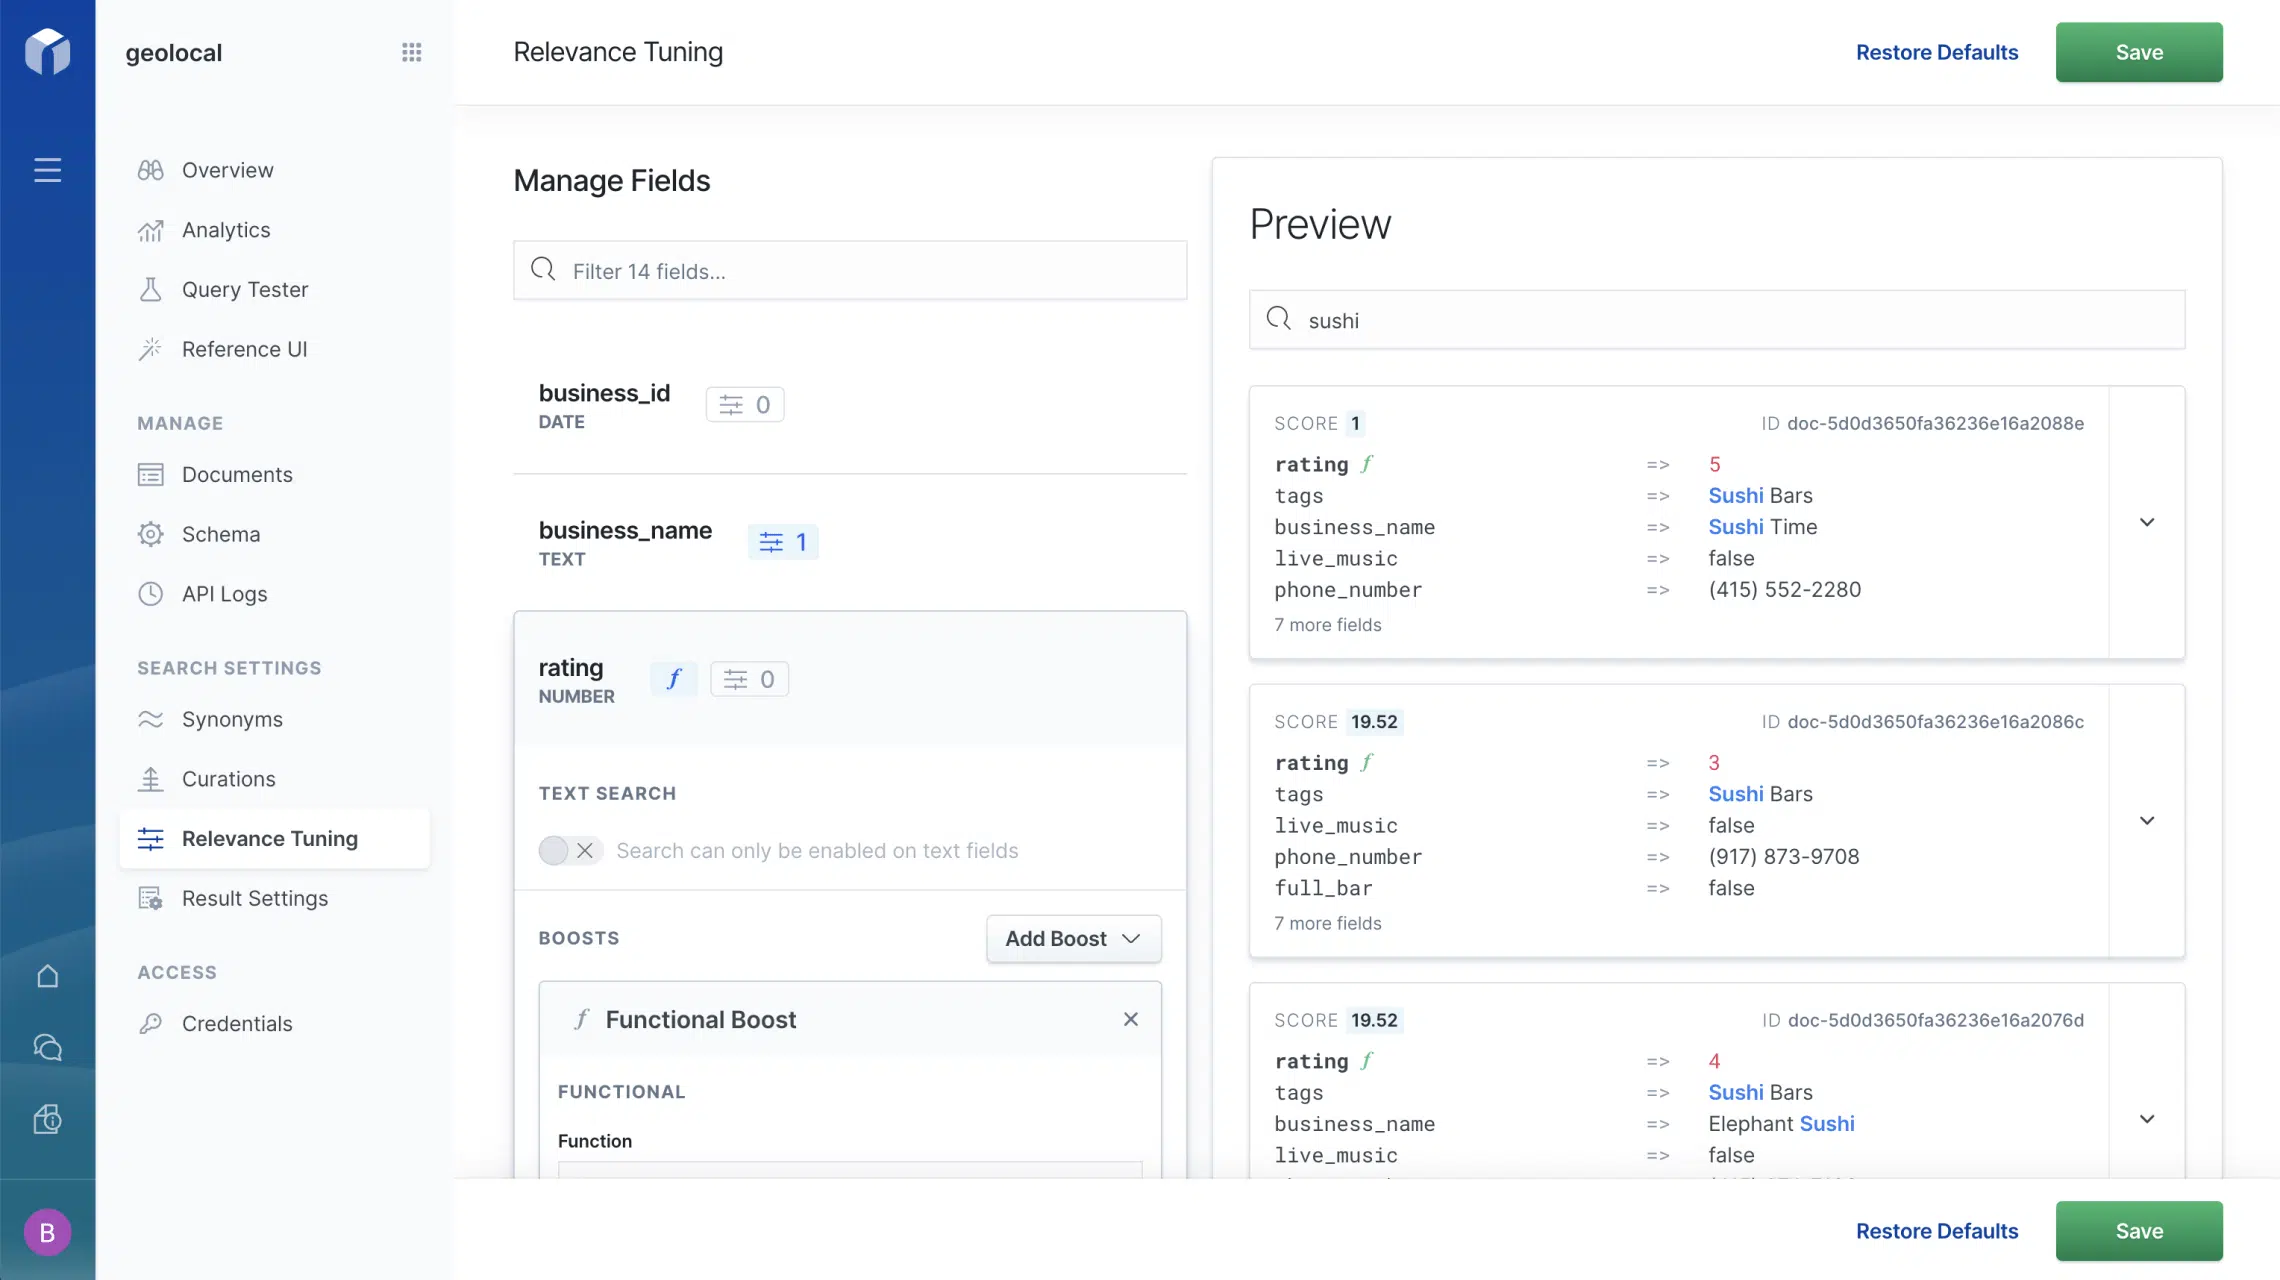 geolocal
Relevance Tuning
Restore Defaults
Save
Overview
Analytics
Query Tester
Reference UI
MANAGE
Documents
Schema
API Logs
SEARCH SETTINGS
Synonyms
Curations
Relevance Tuning
Result Settings
ACCESS
Credentials
B
Manage Fields
Filter 14 fields...
business_id
DATE
0
business_name
TEXT
1
rating
NUMBER
f
0
TEXT SEARCH
Search can only be enabled on text fields
BOOSTS
Add Boost
f Functional Boost
FUNCTIONAL
Function
Preview
sushi
SCORE 1 ID doc-5d0d3650fa36236e16a2088e
rating f => 5
tags => Sushi Bars
business_name => Sushi Time
live_music => false
phone_number => (415) 552-2280
7 more fields
SCORE 19.52 ID doc-5d0d3650fa36236e16a2086c
rating f => 3
tags => Sushi Bars
live_music => false
phone_number => (917) 873-9708
full_bar => false
7 more fields
SCORE 19.52 ID doc-5d0d3650fa36236e16a2076d
rating f => 4
tags => Sushi Bars
business_name => Elephant Sushi
live_music => false
Restore Defaults
Save